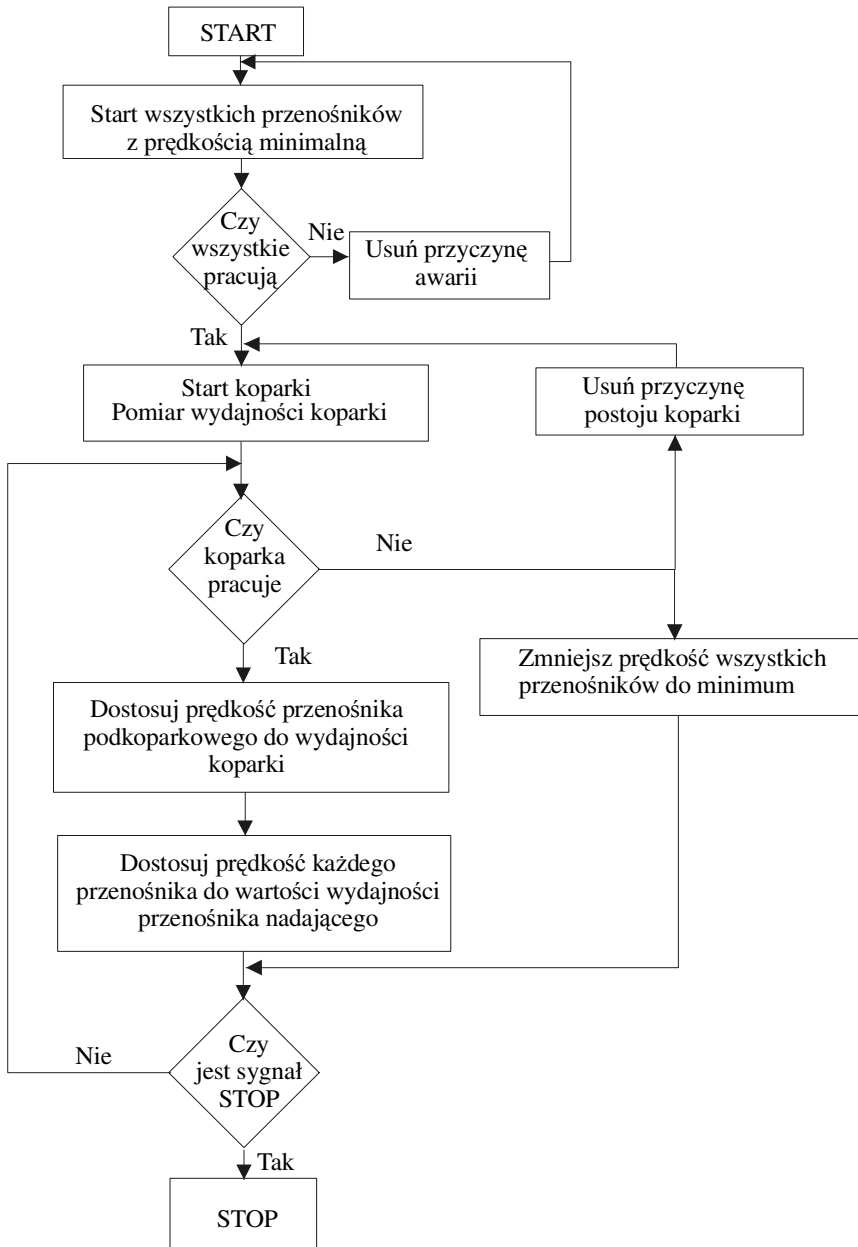 START
Start wszystkich przenośników
z prędkością minimalną
Czy
wszystkie
pracują
Nie
Usuń przyczynę
awarii
Tak
Start koparki
Pomiar wydajności koparki
Usuń przyczynę
postoju koparki
Czy
koparka
pracuje
Nie
Tak
Zmniejsz prędkość wszystkich
przenośników do minimum
Dostosuj prędkość przenośnika
podkoparkowego do wydajności
koparki
Dostosuj prędkość każdego
przenośnika do wartości wydajności
przenośnika nadającego
Nie
Czy
jest sygnał
STOP
Tak
STOP